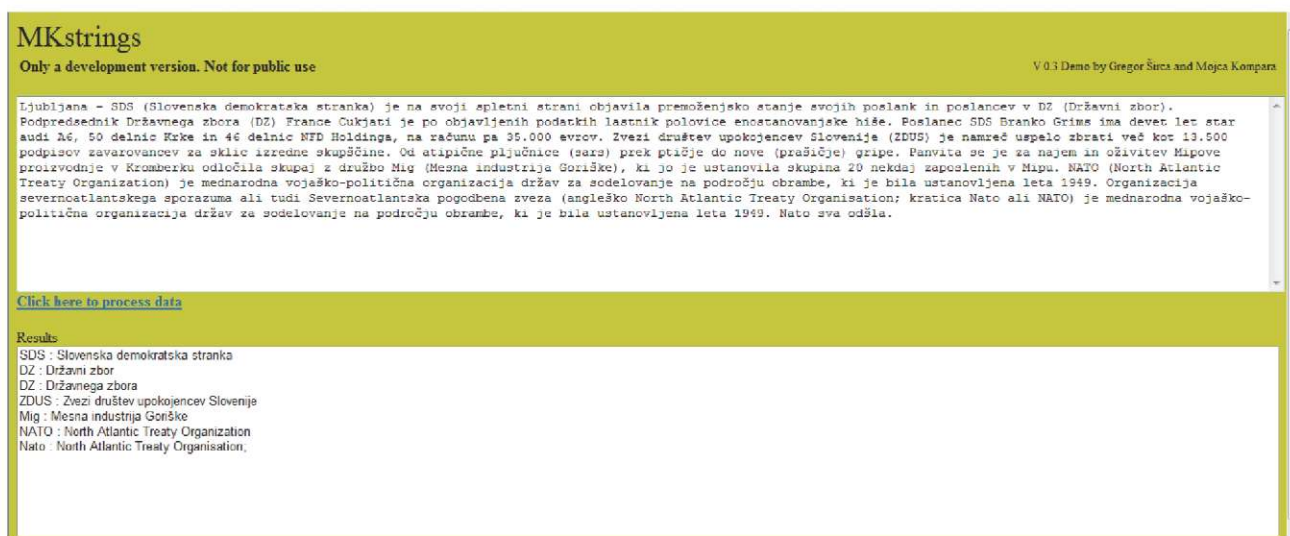 MKstrings
Only a development version. Not for public use
V 0.3 Demo by Gregor Širca and Mojca Kompara
Ljubljana - SDS (Slovenska demokratska stranka) je na svoji spletni strani objavila premoženjsko stanje svojih poslank in poslancev v DZ (Državni zbor).
Podpredsednik Državnega zbora (DZ) France Cukjati je po objavljenih podatkih lastnik polovice enostanovanjske hiše. Poslanec SDS Branko Grims ima devet let star
audi A6, 50 delnic Krke in 46 delnic NFD Holdinga, na računu pa 35.000 evrov. Zvezi društev upokojencev Slovenije (ZDUS) je namreč uspelo zbrati več kot 13.500
podpisov zavarovancev za sklic izredne skupščine. Od atipične pljučnice (sars) prek ptičje do nove (prašičje) gripe. Panvita se je za najem in oživitev Mipove
proizvodnje v Kromberku odločila skupaj z družbo Mig (Mesna industrija Goriške), ki jo je ustanovila skupina 20 nekdaj zaposlenih v Mipu. NATO (North Atlantic
Treaty Organization) je mednarodna vojaško-politična organizacija držav za sodelovanje na področju obrambe, ki je bila ustanovljena leta 1949. Organizacija
severnoatlantskega sporazuma ali tudi Severnoatlantska pogodbena zveza (angleško North Atlantic Treaty Organisation; kratica Nato ali NATO) je mednarodna vojaško-
politična organizacija držav za sodelovanje na področju obrambe, ki je bila ustanovljena leta 1949. Nato sva odšla.
Click here to process data
Results
SDS : Slovenska demokratska stranka
DZ : Državni zbor
DZ : Državnega zbora
ZDUS : Zvezi društev upokojencev Slovenije
Mig : Mesna industrija Goriške
NATO : North Atlantic Treaty Organization
Nato : North Atlantic Treaty Organisation;